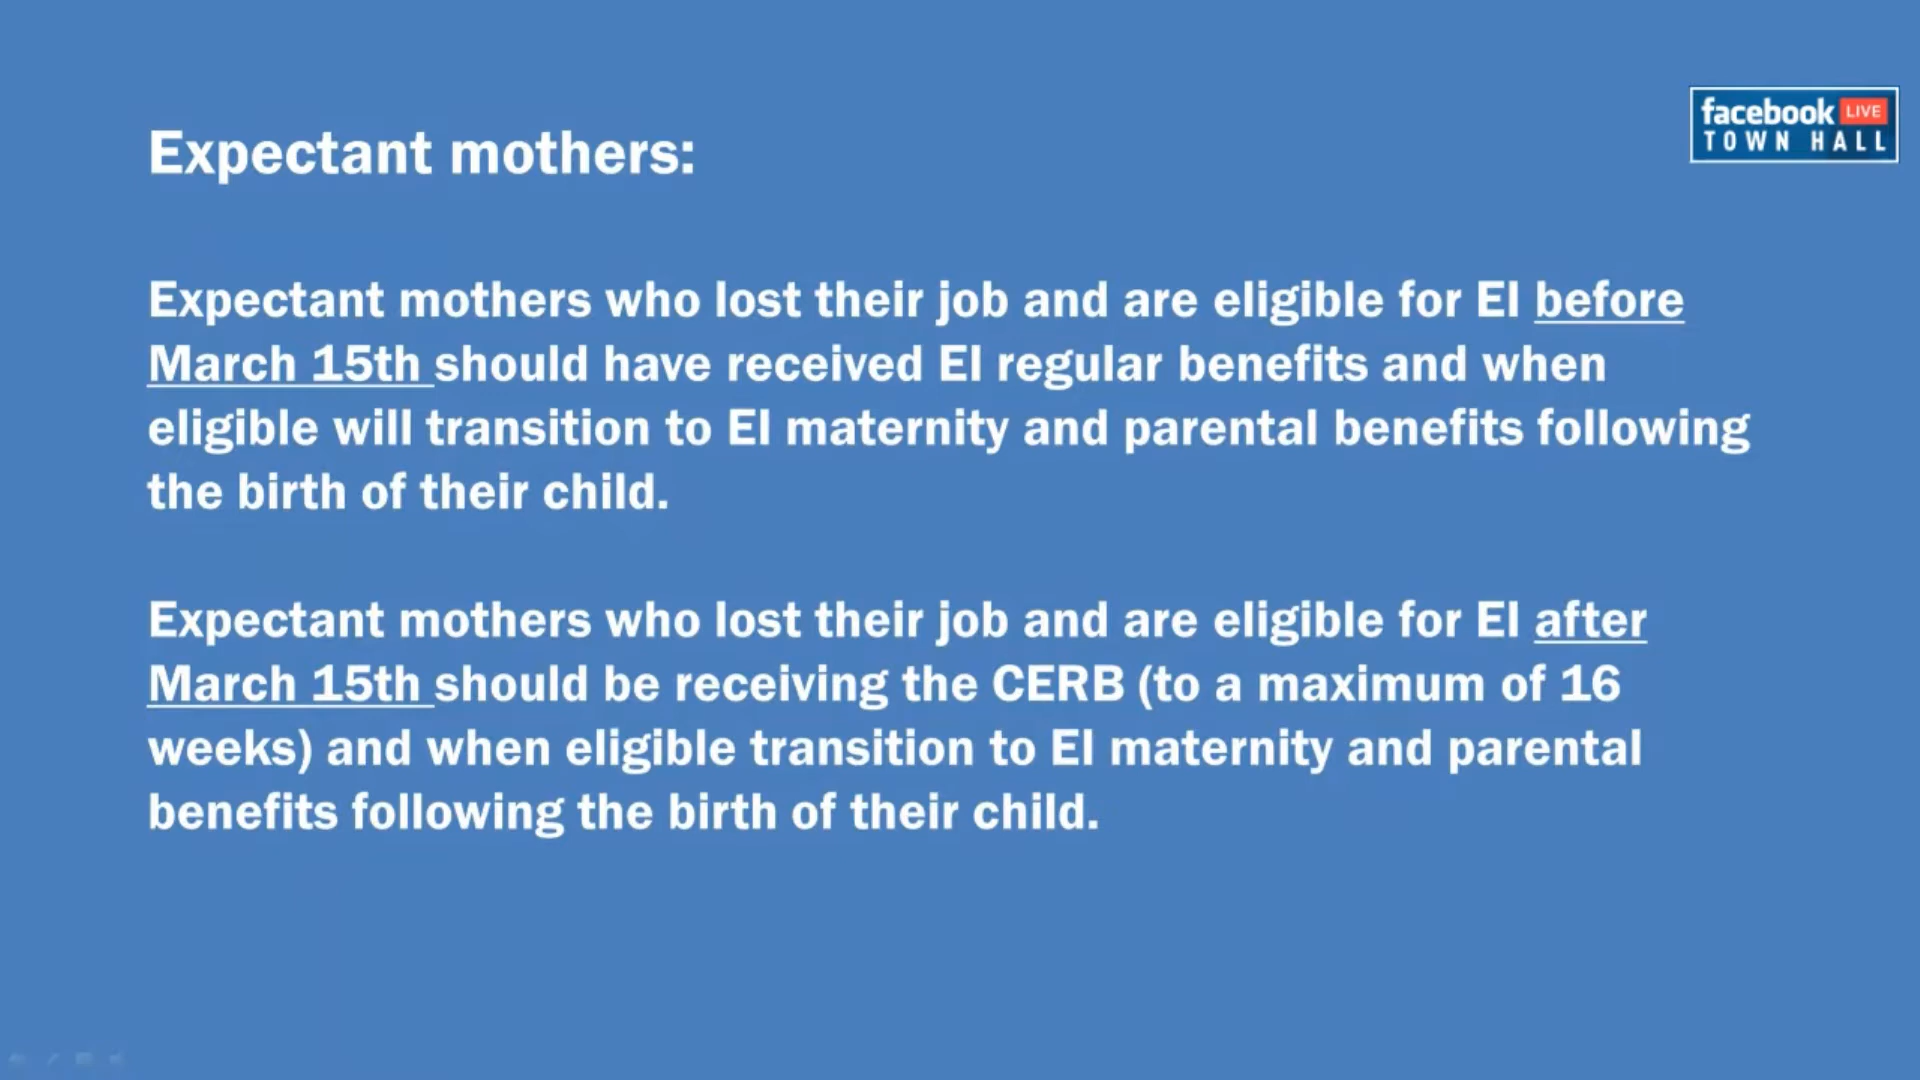 facebook LIVE
TOWN HALL
Expectant mothers:
Expectant mothers who lost their job and are eligible for EI before
March 15th should have received EI regular benefits and when
eligible will transition to EI maternity and parental benefits following
the birth of their child.
Expectant mothers who lost their job and are eligible for EI after
March 15th should be receiving the CERB (to a maximum of 16
weeks) and when eligible transition to EI maternity and parental
benefits following the birth of their child.